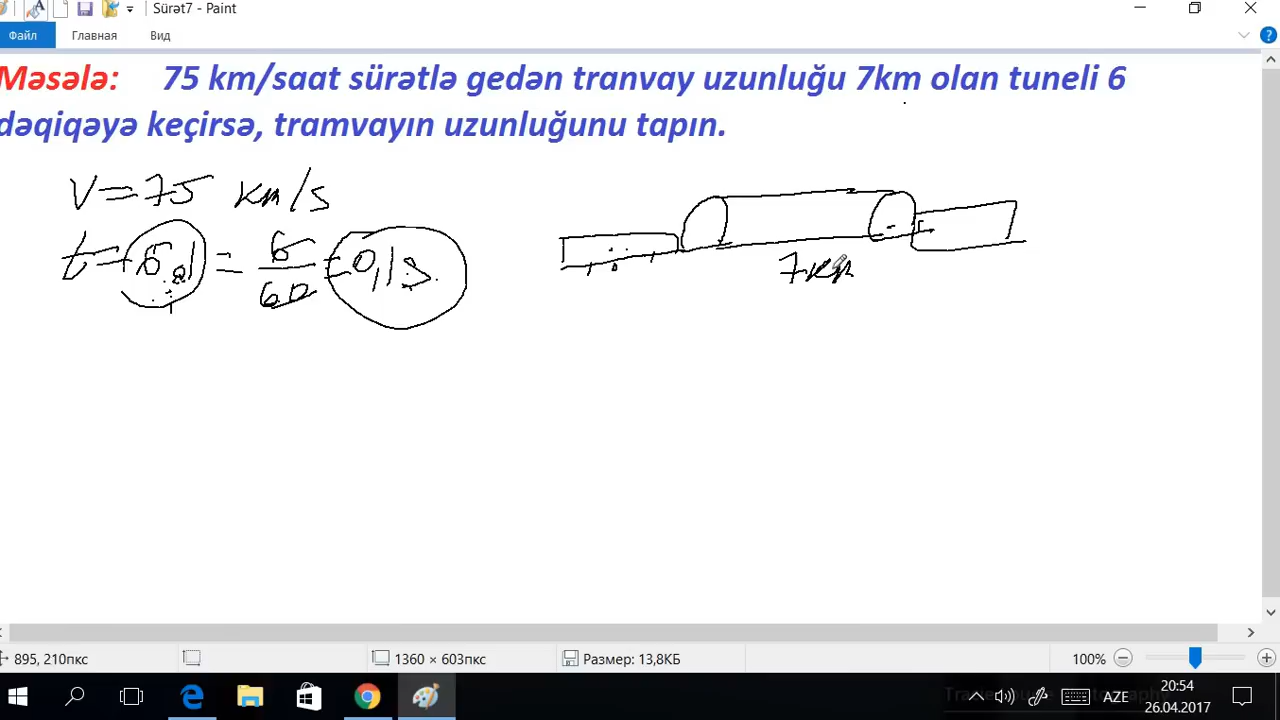 Sürət7 - Paint
Файл Главная Вид
Məsələ: 75 km/saat sürətlə gedən tranvay uzunluğu 7km olan tuneli 6
dəqiqəyə keçirsə, tramvayın uzunluğunu tapın.
V=75 km/s
t=6d=6/60=0,1s
7km
895, 210пкс 1360 × 603пкс Размер: 13,8КБ 100%
20:54
AZE
26.04.2017